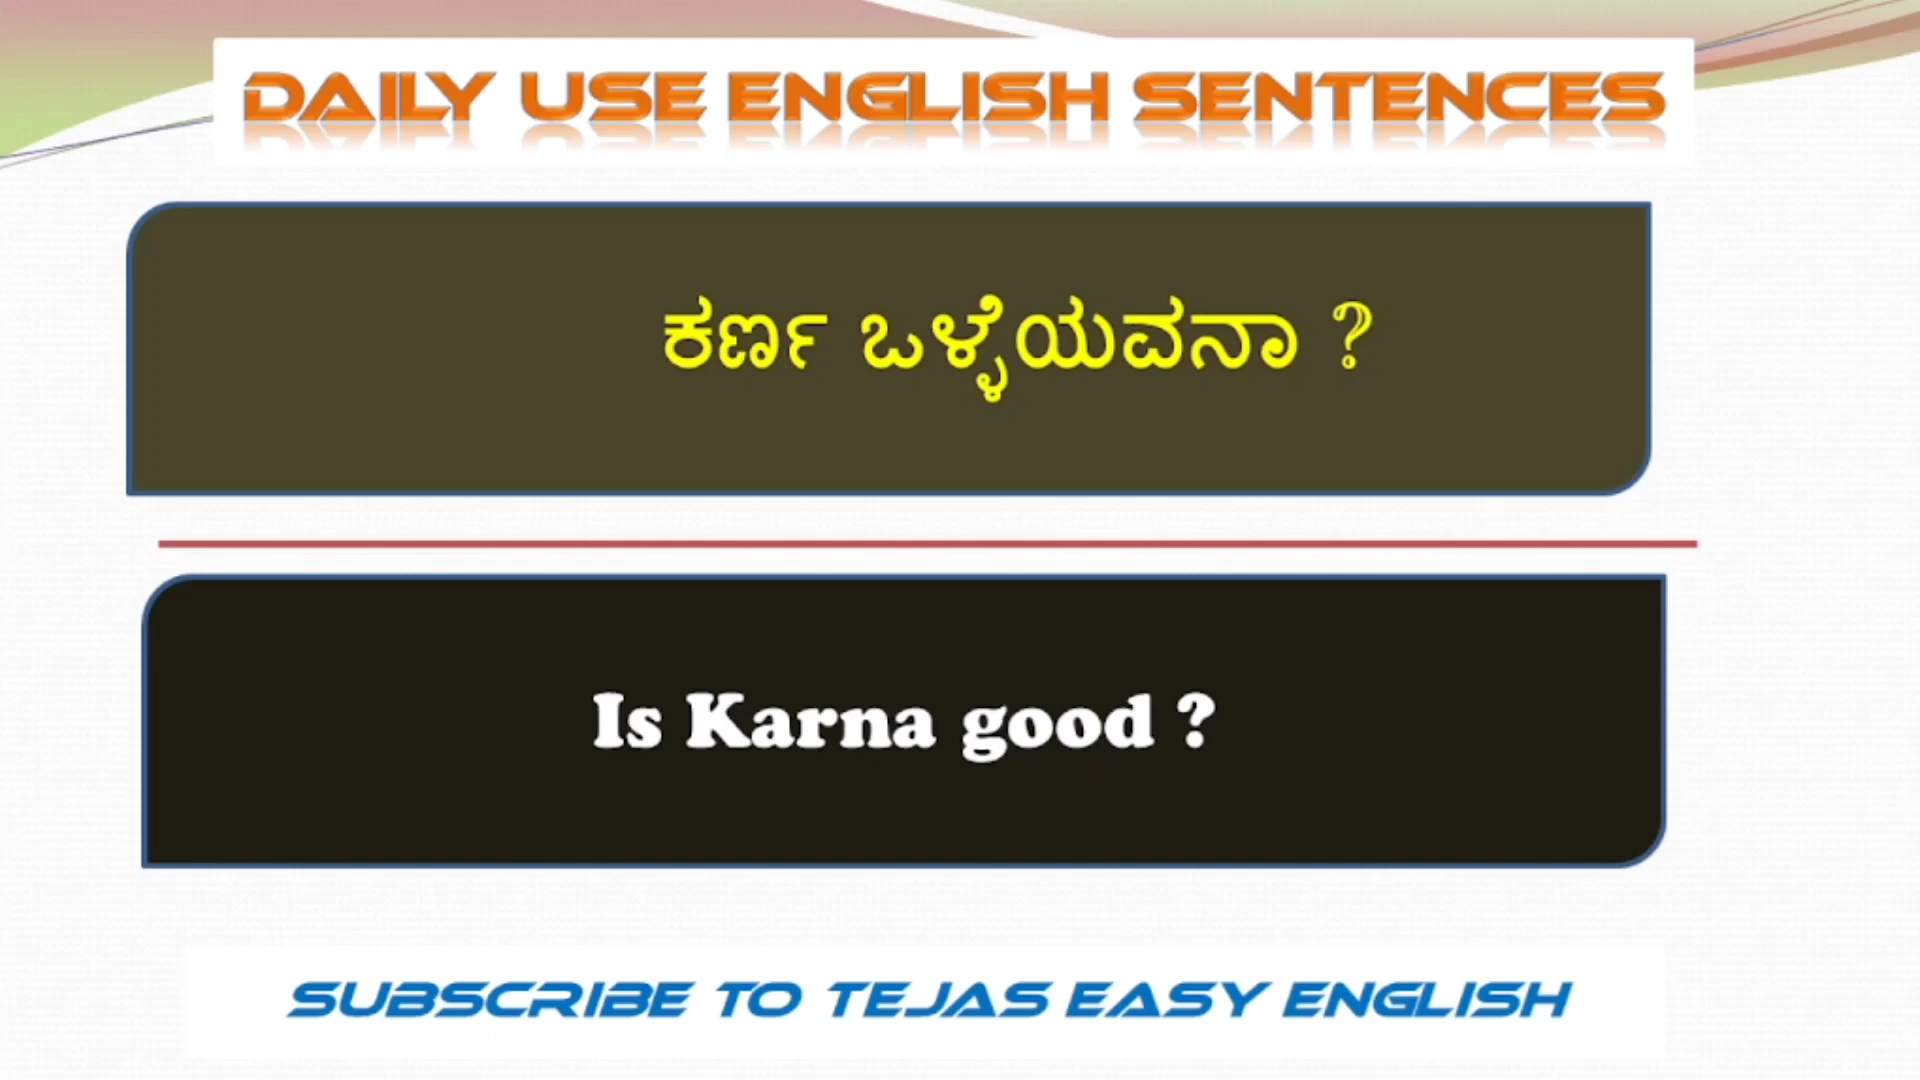 DAILY USE ENGLISH SENTENCES
ಕರ್ಣ ಒಳ್ಳೆಯವನಾ ?
Is Karna good ?
SUBSCRIBE TO TEJAS EASY ENGLISH